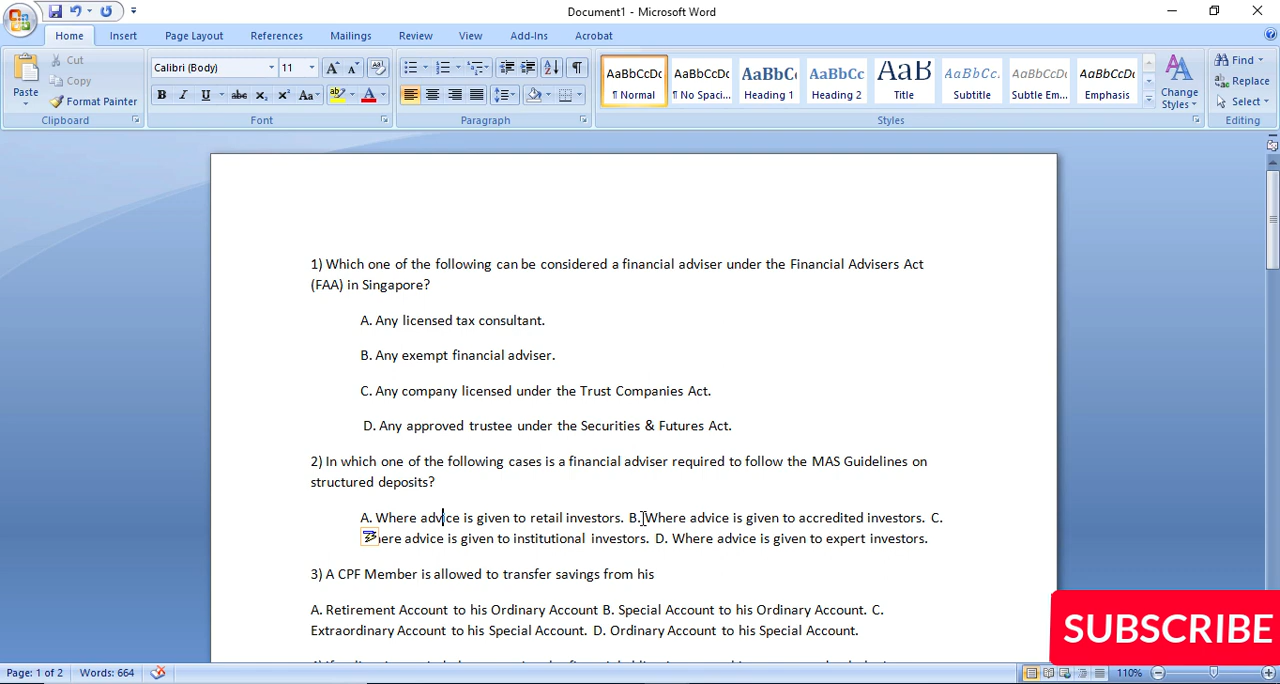 Document1 - Microsoft Word
Home Insert Page Layout References Mailings Review View Add-Ins Acrobat
Paste
Cut
Copy
Format Painter
Clipboard
Calibri (Body) 11
B I U abc X₂ X² Aa A
Font
Paragraph
AaBbCcDc AaBbCcDc AaBbC AaBbCc AaB AaBbCc. AaBbCcDc AaBbCcDc
¶ Normal ¶ No Spaci... Heading 1 Heading 2 Title Subtitle Subtle Em... Emphasis
Change
Styles
Styles
Find
Replace
Select
Editing
1) Which one of the following can be considered a financial adviser under the Financial Advisers Act
(FAA) in Singapore?
A. Any licensed tax consultant.
B. Any exempt financial adviser.
C. Any company licensed under the Trust Companies Act.
D. Any approved trustee under the Securities & Futures Act.
2) In which one of the following cases is a financial adviser required to follow the MAS Guidelines on
structured deposits?
A. Where advice is given to retail investors. B. Where advice is given to accredited investors. C.
ere advice is given to institutional investors. D. Where advice is given to expert investors.
3) A CPF Member is allowed to transfer savings from his
A. Retirement Account to his Ordinary Account B. Special Account to his Ordinary Account. C.
Extraordinary Account to his Special Account. D. Ordinary Account to his Special Account.
SUBSCRIBE
Page: 1 of 2 Words: 664 110%